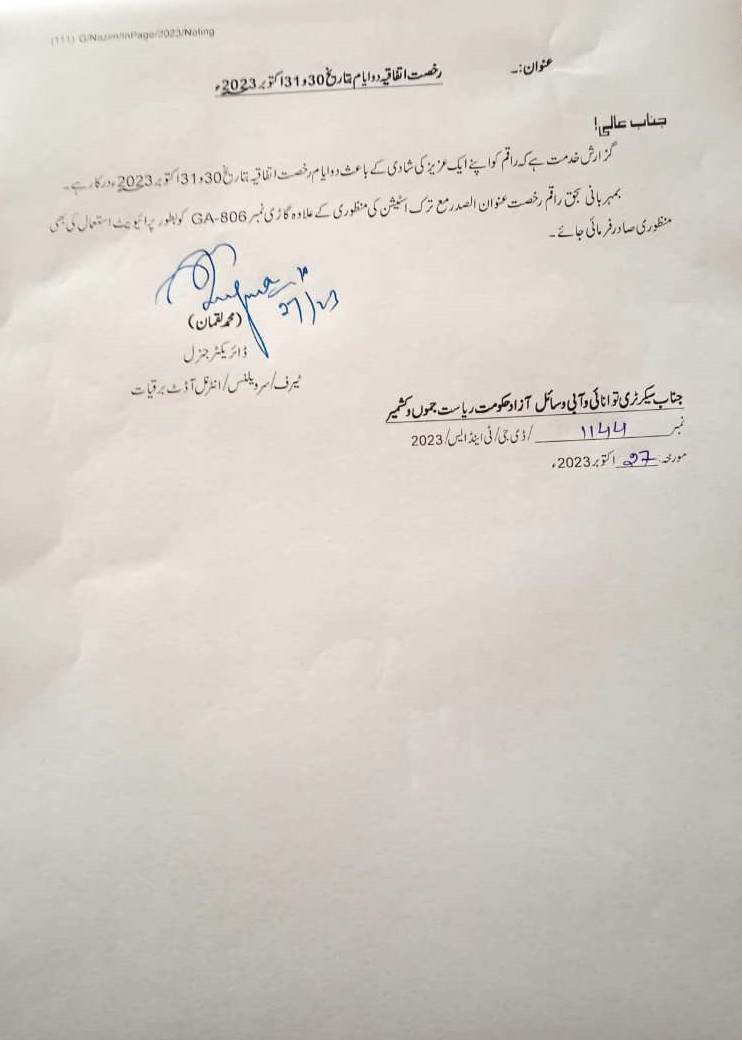 (111) G/Nazim/InPage/2023/Noting
عنوان:۔ رخصت اتفاقیہ دو ایام بتاریخ 30 و 31 اکتوبر 2023ء
جناب عالی!
گزارش خدمت ہے کہ راقم کو اپنے ایک عزیز کی شادی کے باعث دو ایام رخصت اتفاقیہ بتاریخ 30 و 31 اکتوبر 2023ء درکار ہے۔
بمہربانی بحق راقم رخصت عنوان الصدر مع ترک اسٹیشن کی منظوری کے علاوہ گاڑی نمبر GA-806 کو بطور پرائیویٹ استعمال کی بھی
منظوری صادر فرمائی جائے۔
(محمد لقمان)
ڈائریکٹر جنرل
ٹیرف/سرویلنس/انٹرنل آڈٹ برقیات
جناب سیکرٹری توانائی و آبی وسائل آزاد حکومت ریاست جموں و کشمیر
نمبر 1144 /ڈی جی/ٹی اینڈ ایس/2023
مورخہ: 27 اکتوبر 2023ء